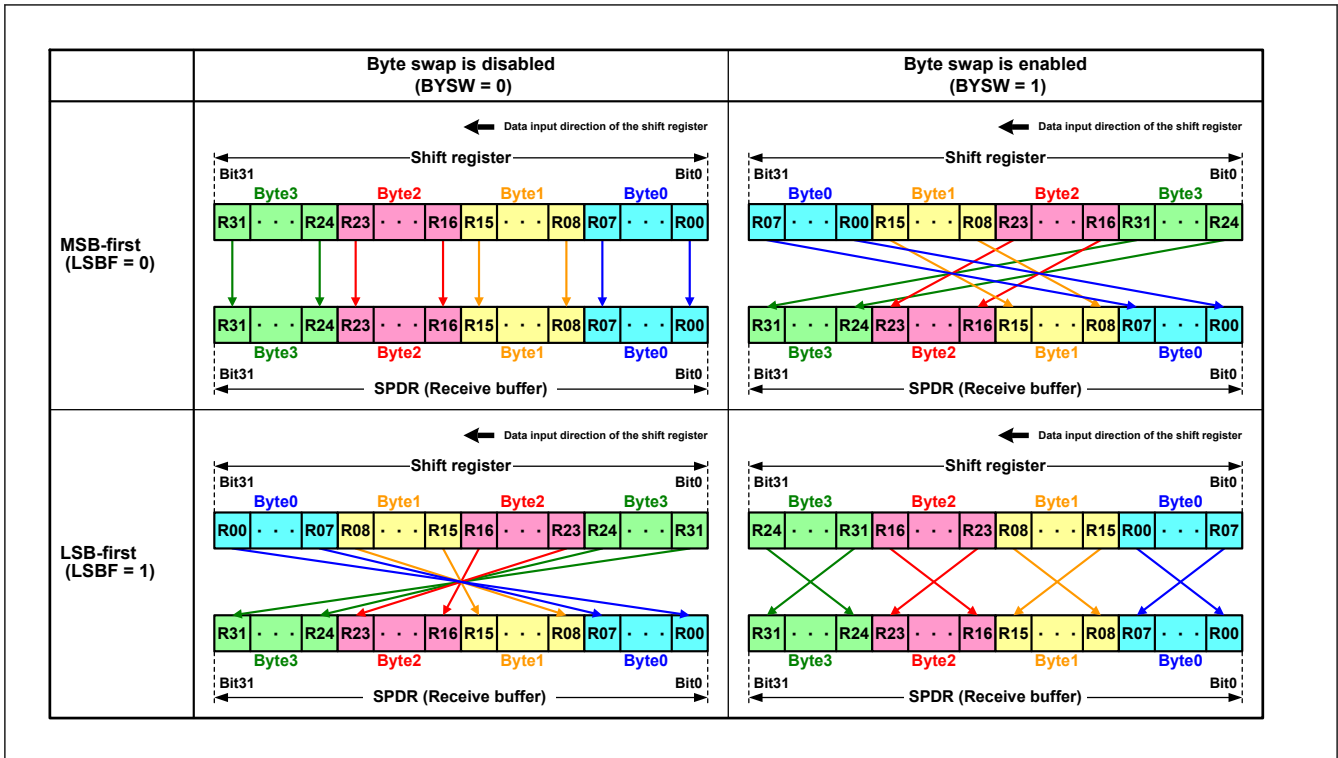 Byte swap is disabled
(BYSW = 0)
Byte swap is enabled
(BYSW = 1)
MSB-first
(LSBF = 0)
Data input direction of the shift register
Shift register
Bit31 Bit0
Byte3 Byte2 Byte1 Byte0
R31 · · · R24 R23 · · · R16 R15 · · · R08 R07 · · · R00
R31 · · · R24 R23 · · · R16 R15 · · · R08 R07 · · · R00
Byte3 Byte2 Byte1 Byte0
Bit31 Bit0
SPDR (Receive buffer)
Data input direction of the shift register
Shift register
Bit31 Bit0
Byte0 Byte1 Byte2 Byte3
R07 · · · R00 R15 · · · R08 R23 · · · R16 R31 · · · R24
R31 · · · R24 R23 · · · R16 R15 · · · R08 R07 · · · R00
Byte3 Byte2 Byte1 Byte0
Bit31 Bit0
SPDR (Receive buffer)
LSB-first
(LSBF = 1)
Data input direction of the shift register
Shift register
Bit31 Bit0
Byte0 Byte1 Byte2 Byte3
R00 · · · R07 R08 · · · R15 R16 · · · R23 R24 · · · R31
R31 · · · R24 R23 · · · R16 R15 · · · R08 R07 · · · R00
Byte3 Byte2 Byte1 Byte0
Bit31 Bit0
SPDR (Receive buffer)
Data input direction of the shift register
Shift register
Bit31 Bit0
Byte3 Byte2 Byte1 Byte0
R24 · · · R31 R16 · · · R23 R08 · · · R15 R00 · · · R07
R31 · · · R24 R23 · · · R16 R15 · · · R08 R07 · · · R00
Byte3 Byte2 Byte1 Byte0
Bit31 Bit0
SPDR (Receive buffer)